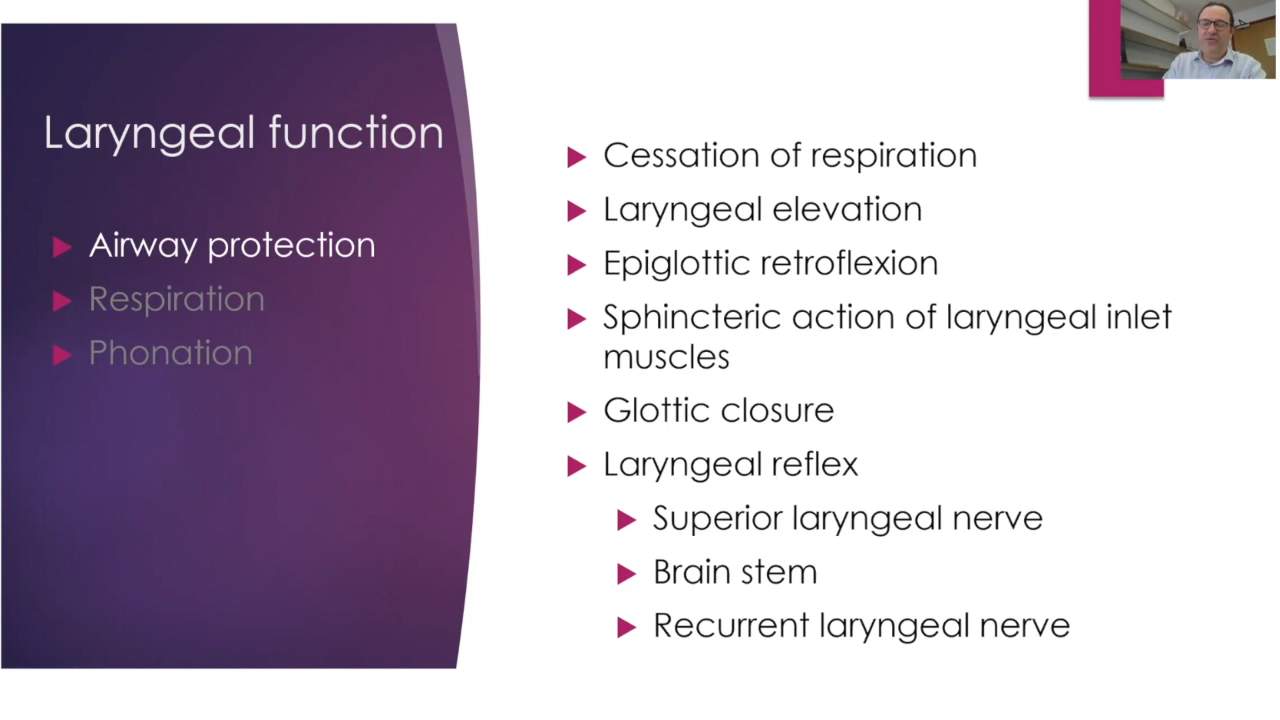 Laryngeal function
Airway protection
Respiration
Phonation
Cessation of respiration
Laryngeal elevation
Epiglottic retroflexion
Sphincteric action of laryngeal inlet
muscles
Glottic closure
Laryngeal reflex
Superior laryngeal nerve
Brain stem
Recurrent laryngeal nerve